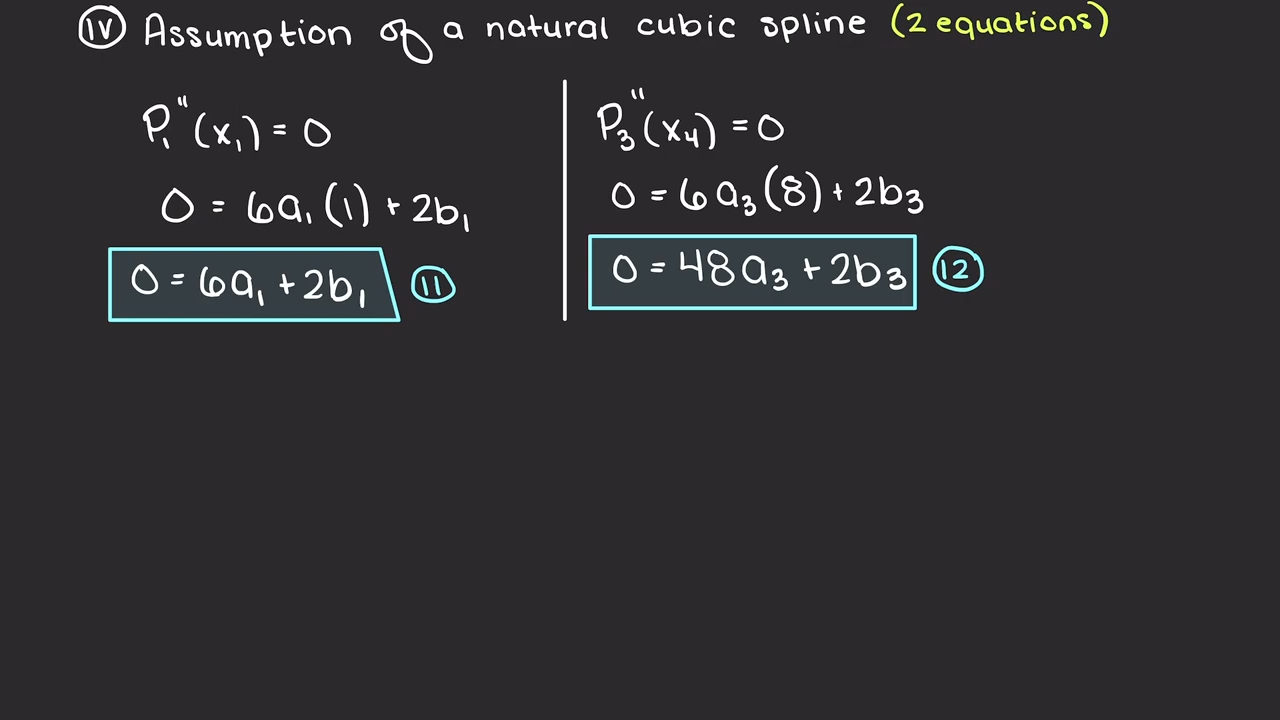 IV Assumption of a natural cubic spline (2 equations)
P₁"(x₁) = 0
0 = 6a₁(1) + 2b₁
0 = 6a₁ + 2b₁ 11
P₃"(x₄) = 0
0 = 6a₃(8) + 2b₃
0 = 48a₃ + 2b₃ 12